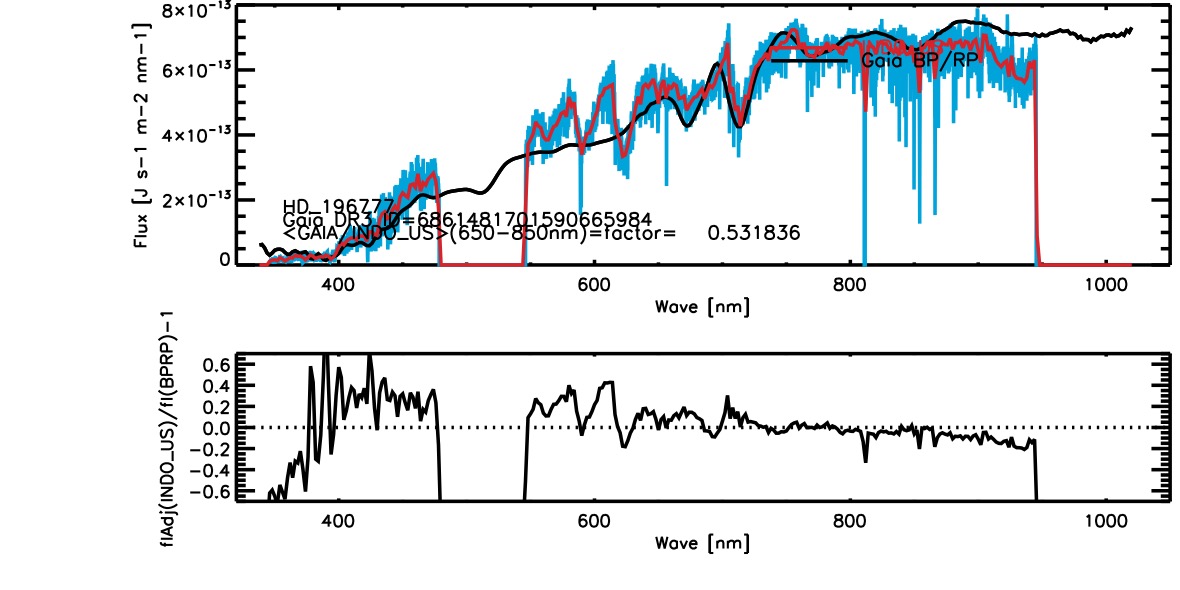 8×10−13
6×10−13
4×10−13
2×10−13
0
Flux [J s−1 m−2 nm−1]
Gaia BP/RP
HD_196777
Gaia DR3 ID=6861481701590665984
<GAIA/INDO_US>(650−850nm)=factor= 0.531836
400 600 800 1000
Wave [nm]
flAdj(INDO_US)/fl(BPRP)−1
0.6
0.4
0.2
0.0
−0.2
−0.4
−0.6
400 600 800 1000
Wave [nm]